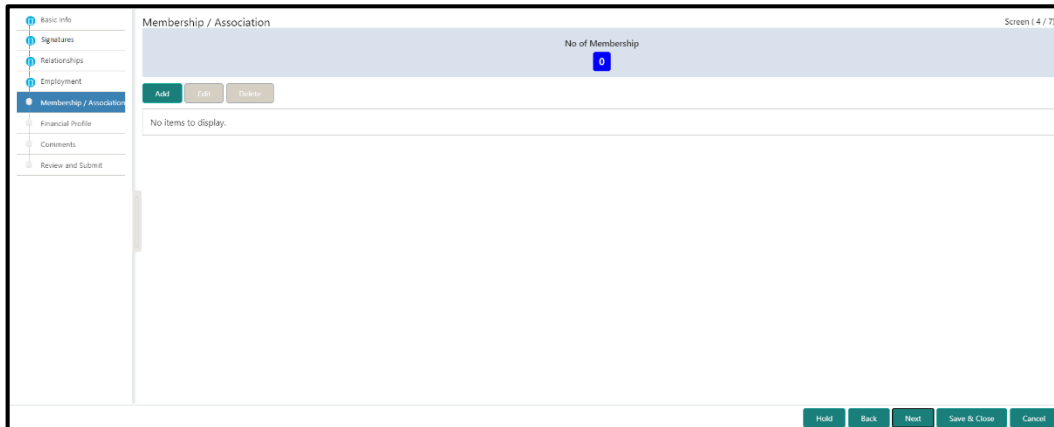 Basic Info
Signatures
Relationships
Employment
Membership / Association
Financial Profile
Comments
Review and Submit
Membership / Association
Screen ( 4 / 7)
No of Membership
0
Add Edit Delete
No items to display.
Hold Back Next Save & Close Cancel